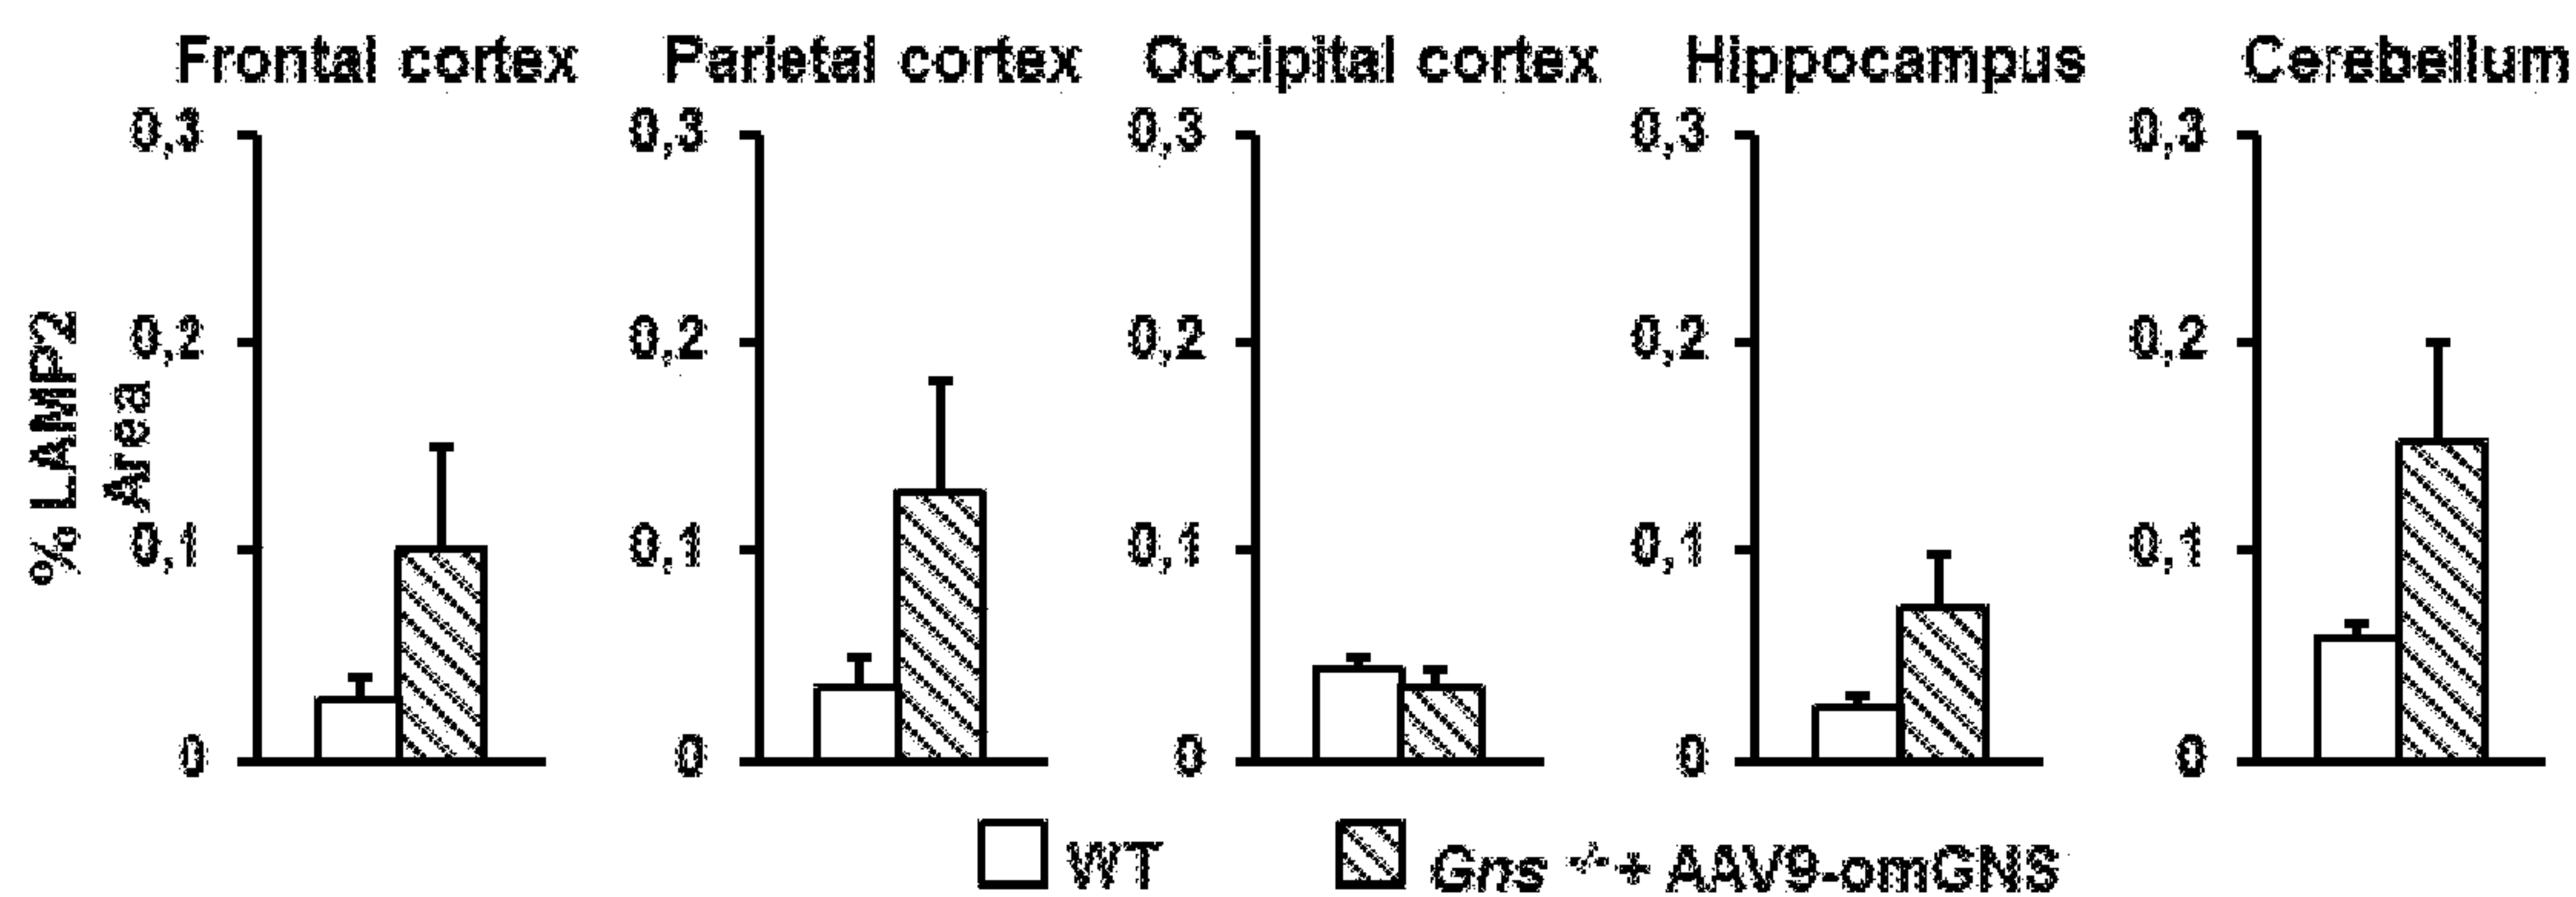 Frontal cortex Parietal cortex Occipital cortex Hippocampus Cerebellum
0,3 0,3 0,3 0,3 0,3
0,2 0,2 0,2 0,2 0,2
% LAMP2
Area
0,1 0,1 0,1 0,1 0,1
0 0 0 0 0
WT Gns -/-+ AAV9-omGNS